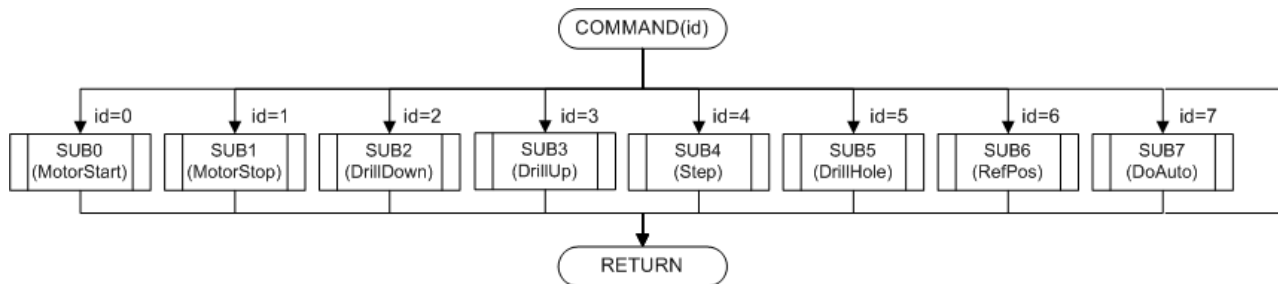 COMMAND(id)
id=0 id=1 id=2 id=3 id=4 id=5 id=6 id=7
SUB0 SUB1 SUB2 SUB3 SUB4 SUB5 SUB6 SUB7
(MotorStart) (MotorStop) (DrillDown) (DrillUp) (Step) (DrillHole) (RefPos) (DoAuto)
RETURN